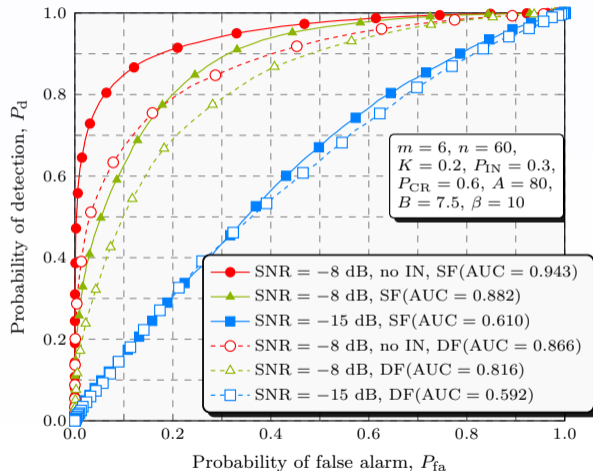 1.0
0.8
0.6
0.4
0.2
0.0
Probability of detection, P_d
m = 6, n = 60,
K = 0.2, P_IN = 0.3,
P_CR = 0.6, A = 80,
B = 7.5, β = 10
SNR = −8 dB, no IN, SF(AUC = 0.943)
SNR = −8 dB, SF(AUC = 0.882)
SNR = −15 dB, SF(AUC = 0.610)
SNR = −8 dB, no IN, DF(AUC = 0.866)
SNR = −8 dB, DF(AUC = 0.816)
SNR = −15 dB, DF(AUC = 0.592)
0.0 0.2 0.4 0.6 0.8 1.0
Probability of false alarm, P_fa